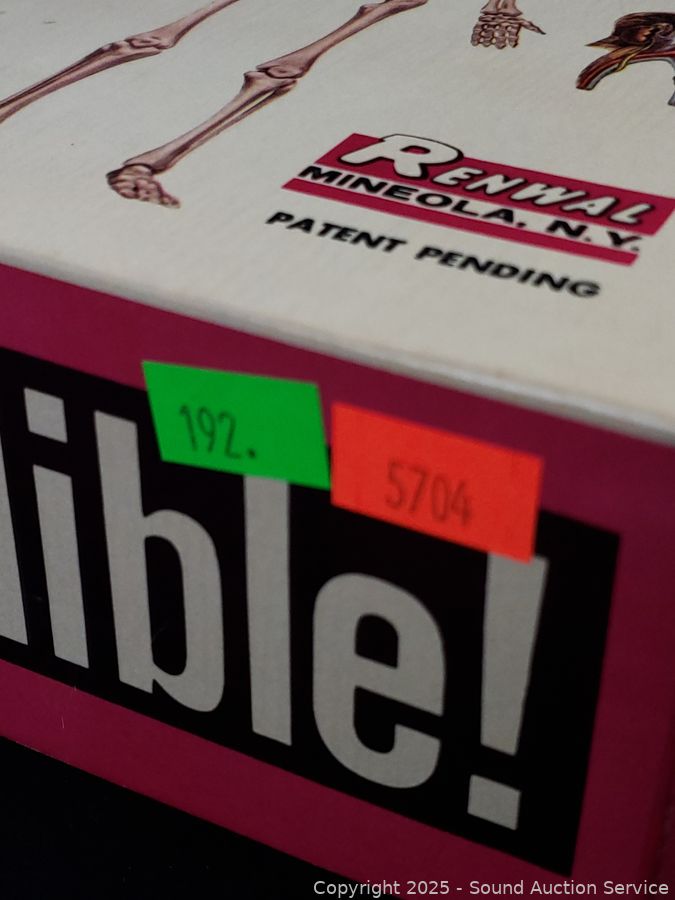 RENWAL
MINEOLA, N.Y.
PATENT PENDING
192.
5704
ible!
Copyright 2025 - Sound Auction Service